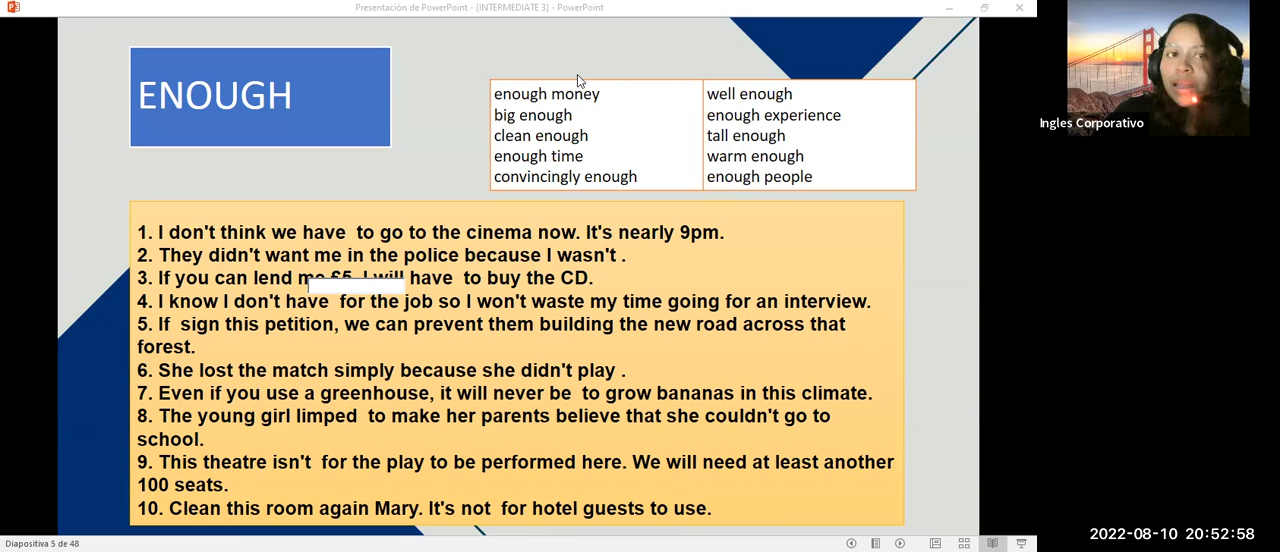 Presentación de PowerPoint - [INTERMEDIATE 3] - PowerPoint
ENOUGH
enough money
big enough
clean enough
enough time
convincingly enough
well enough
enough experience
tall enough
warm enough
enough people
Ingles Corporativo
1. I don't think we have to go to the cinema now. It's nearly 9pm.
2. They didn't want me in the police because I wasn't .
3. If you can lend me £5, I will have to buy the CD.
4. I know I don't have for the job so I won't waste my time going for an interview.
5. If sign this petition, we can prevent them building the new road across that
forest.
6. She lost the match simply because she didn't play .
7. Even if you use a greenhouse, it will never be to grow bananas in this climate.
8. The young girl limped to make her parents believe that she couldn't go to
school.
9. This theatre isn't for the play to be performed here. We will need at least another
100 seats.
10. Clean this room again Mary. It's not for hotel guests to use.
Diapositiva 5 de 48
2022-08-10 20:52:58